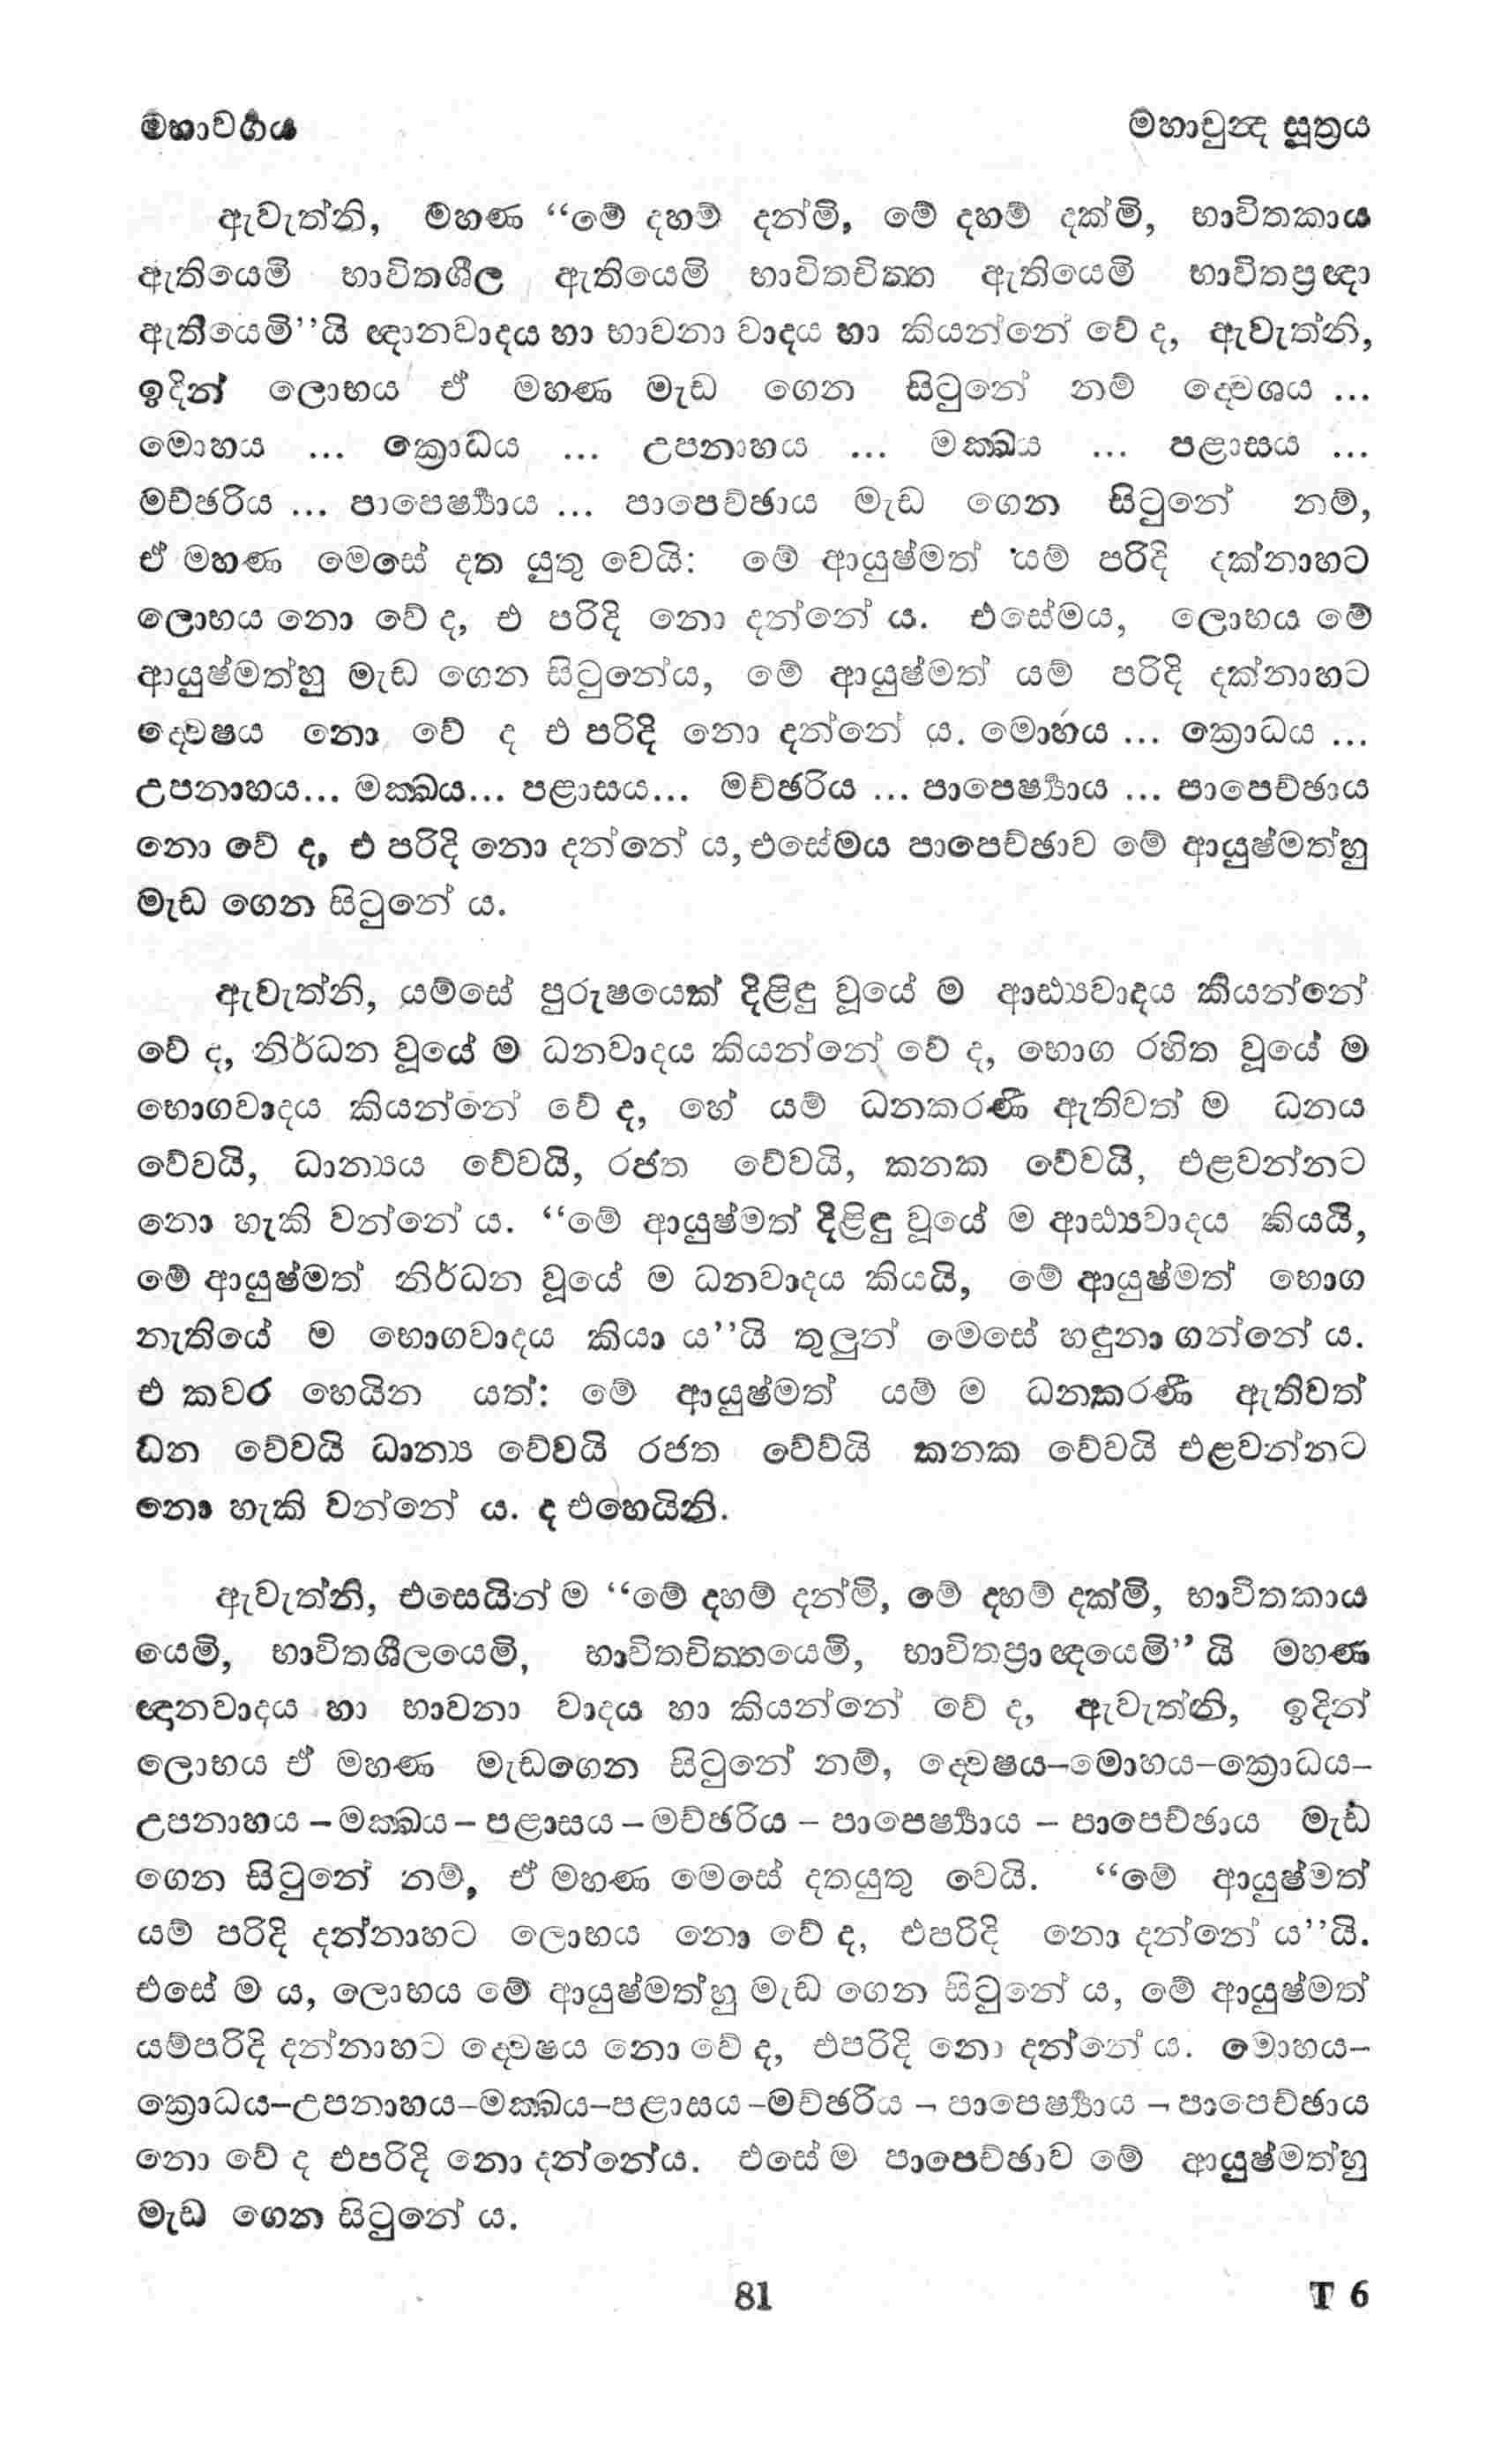 මහාවර්‍ගය	මහාචුන්‍ද සූත්‍රය
ඇවැත්නි, මහණ “මේ දහම් දන්මි, මේ දහම් දක්මි, භාවිතකාය
ඇතියෙමි භාවිතශීල ඇතියෙමි භාවිතචිත්‍ත ඇතියෙමි භාවිතප්‍රඥා
ඇතීයෙමි’’යි ඥානවාදය හා භාවනා වාදය හා කියන්නේ වේ ද, ඇවැත්නි,
ඉදින් ලොභය ඒ මහණ මැඩ ගෙන සිටුනේ නම් ද්‍වෙශය ...
මොහය ... ක්‍රොධය ... උපනාහය ... මක්‍ඛය ... පළාසය ...
මච්ඡරිය ... පාපෙර්‍ෂ්‍යාය ... පාපෙච්ඡාය මැඩ ගෙන සිටුනේ නම්,
ඒ මහණ මෙසේ දත යුතු වෙයි: මේ ආයුෂ්මත් යම් පරිදි දක්නාහට
ලොභය නො වේ ද, එ පරිදි නො දන්නේ ය. එසේමය, ලොභය මේ
ආයුෂ්මත්හු මැඩ ගෙන සිටුනේය, මේ ආයුෂ්මත් යම් පරිදි දක්නාහට
ද්‍වෙෂය නො වේ ද එ පරිදි නො දන්නේ ය. මොහය ... ක්‍රොධය ...
උපනාහය... මක්‍ඛය... පළාසය... මච්ඡරිය ... පාපෙර්‍ෂ්‍යාය ... පාපෙච්ඡාය
නො වේ ද, එ පරිදි නො දන්නේ ය, එසේමය පාපෙච්ඡාව මේ ආයුෂ්මත්හු
මැඩ ගෙන සිටුනේ ය.
ඇවැත්නි, යම්සේ පුරුෂයෙක් දිළිඳු වූයේ ම ආඪ්‍යවාදය කියන්නේ
වේ ද, නිර්ධන වූයේ ම ධනවාදය කියන්නේ වේ ද, භොග රහිත වූයේ ම
භොගවාදය කියන්නේ වේ ද, හේ යම් ධනකරණී ඇතිවත් ම ධනය
වේවයි, ධාන්‍යය වේවයි, රජත වේවයි, කනක වේවයි, එළවන්නට
නො හැකි වන්නේ ය. “මේ ආයුෂ්මත් දිළිඳු වූයේ ම ආඪ්‍යවාදය කියයි,
මේ ආයුෂ්මත් නිර්ධන වූයේ ම ධනවාදය කියයි, මේ ආයුෂ්මත් භොග
නැතියේ ම භොගවාදය කියා ය’’යි තුලුන් මෙසේ හඳුනා ගන්නේ ය.
එ කවර හෙයින යත්: මේ ආයුෂ්මත් යම් ම ධනකරණී ඇතිවත්
ධන වේවයි ධාන්‍ය වේවයි රජත වේවයි කනක වේවයි එළවන්නට
නො හැකි වන්නේ ය. ද එහෙයිනි.
ඇවැත්නි, එසෙයින් ම “මේ දහම් දන්මි, මේ දහම් දක්මි, භාවිතකාය
යෙමි, භාවිතශීලයෙමි, භාවිතචිත්‍තයෙමි, භාවිතප්‍රාඥයෙමි’’ යි මහණ
ඥානවාදය හා භාවනා වාදය හා කියන්නේ වේ ද, ඇවැත්නි, ඉදින්
ලොභය ඒ මහණ මැඩගෙන සිටුනේ නම්, ද්‍වෙෂය–මොහය–ක්‍රොධය–
උපනාහය – මක්‍ඛය – පළාසය – මච්ඡරිය – පාපෙර්‍ෂ්‍යාය – පාපෙච්ඡාය මැඩ
ගෙන සිටුනේ නම්, ඒ මහණ මෙසේ දතයුතු වෙයි. “මේ ආයුෂ්මත්
යම් පරිදි දන්නාහට ලොභය නො වේ ද, එපරිදි නො දන්නේ ය’’යි.
එසේ ම ය, ලොභය මේ ආයුෂ්මත්හු මැඩ ගෙන සිටුනේ ය, මේ ආයුෂ්මත්
යම්පරිදි දන්නාහට ද්‍වෙෂය නො වේ ද, එපරිදි නො දන්නේ ය. මොහය–
ක්‍රොධය–උපනාහය–මක්‍ඛය–පළාසය –මච්ඡරිය – පාපෙර්‍ෂ්‍යාය – පාපෙච්ඡාය
නො වේ ද එපරිදි නො දන්නේය. එසේ ම පාපෙච්ඡාව මේ ආයුෂ්මත්හු
මැඩ ගෙන සිටුනේ ය.
81	T 6